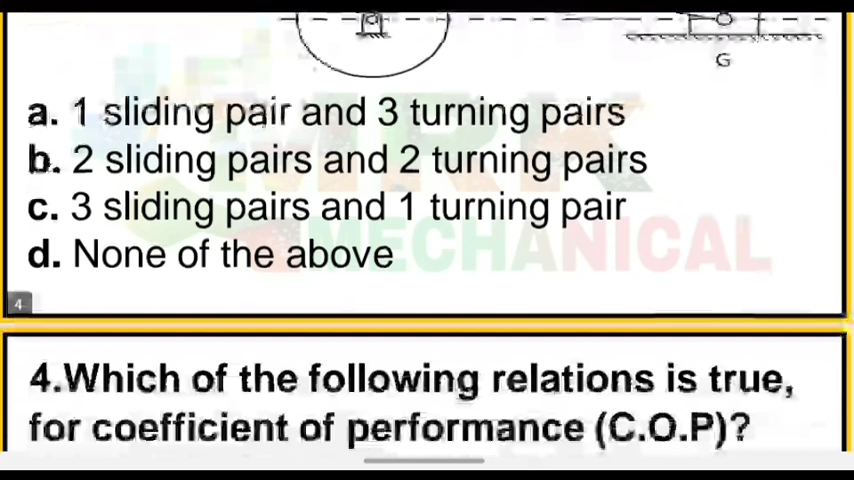 G
a. 1 sliding pair and 3 turning pairs
b. 2 sliding pairs and 2 turning pairs
c. 3 sliding pairs and 1 turning pair
d. None of the above
MRK
MECHANICAL
4
4.Which of the following relations is true,
for coefficient of performance (C.O.P)?